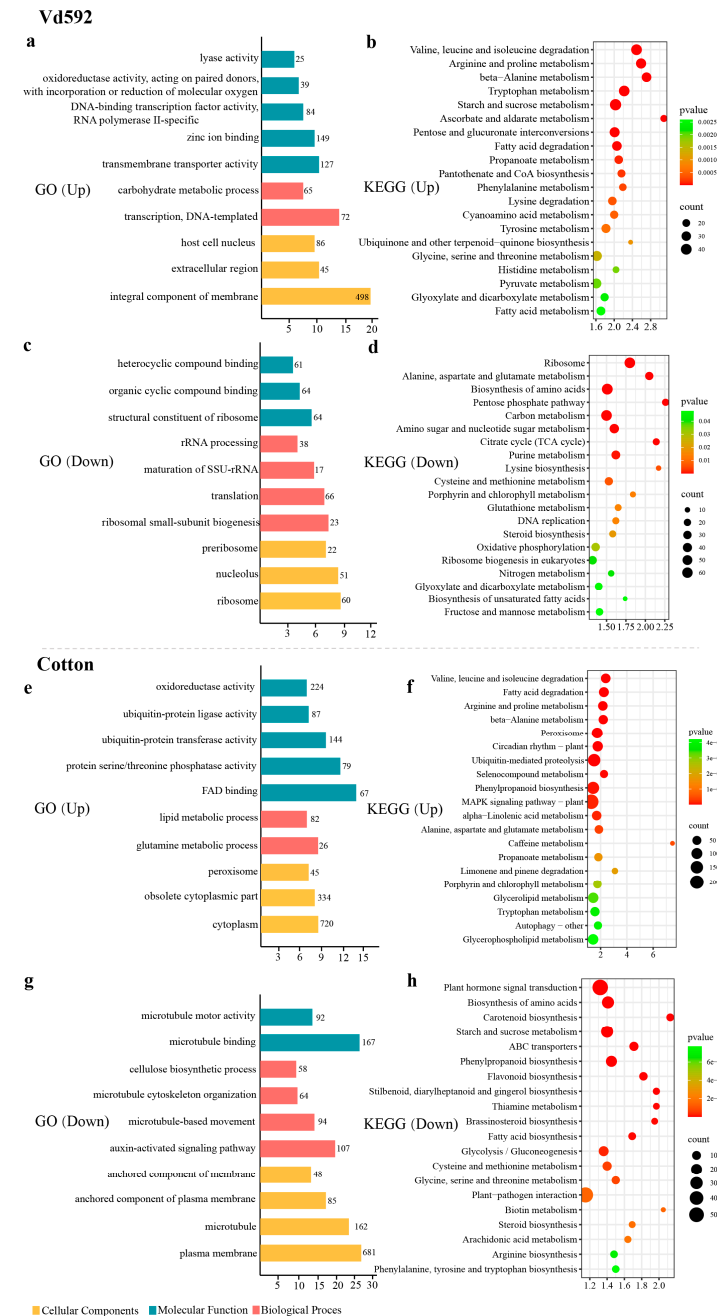 Vd592
a
lyase activity
25
oxidoreductase activity, acting on paired donors,
with incorporation or reduction of molecular oxygen
39
DNA-binding transcription factor activity,
RNA polymerase II-specific
84
zinc ion binding
149
transmembrane transporter activity
127
GO (Up)
carbohydrate metabolic process
65
transcription, DNA-templated
72
host cell nucleus
86
extracellular region
45
integral component of membrane
498
5 10 15 20
b
Valine, leucine and isoleucine degradation
Arginine and proline metabolism
beta−Alanine metabolism
Tryptophan metabolism
Starch and sucrose metabolism
Ascorbate and aldarate metabolism
Pentose and glucuronate interconversions
Fatty acid degradation
Propanoate metabolism
Pantothenate and CoA biosynthesis
KEGG (Up)
Phenylalanine metabolism
Lysine degradation
Cyanoamino acid metabolism
Tyrosine metabolism
Ubiquinone and other terpenoid−quinone biosynthesis
Glycine, serine and threonine metabolism
Histidine metabolism
Pyruvate metabolism
Glyoxylate and dicarboxylate metabolism
Fatty acid metabolism
1.6 2.0 2.4 2.8
pvalue
0.0025
0.0020
0.0015
0.0010
0.0005
count
20
30
40
c
heterocyclic compound binding
61
organic cyclic compound binding
64
structural constituent of ribosome
64
rRNA processing
38
GO (Down)
maturation of SSU-rRNA
17
translation
66
ribosomal small-subunit biogenesis
23
preribosome
22
nucleolus
51
ribosome
60
3 6 9 12
d
Ribosome
Alanine, aspartate and glutamate metabolism
Biosynthesis of amino acids
Pentose phosphate pathway
Carbon metabolism
Amino sugar and nucleotide sugar metabolism
Citrate cycle (TCA cycle)
Purine metabolism
KEGG (Down)
Lysine biosynthesis
Cysteine and methionine metabolism
Porphyrin and chlorophyll metabolism
Glutathione metabolism
DNA replication
Steroid biosynthesis
Oxidative phosphorylation
Ribosome biogenesis in eukaryotes
Nitrogen metabolism
Glyoxylate and dicarboxylate metabolism
Biosynthesis of unsaturated fatty acids
Fructose and mannose metabolism
1.50 1.75 2.00 2.25
pvalue
0.04
0.03
0.02
0.01
count
10
20
30
40
50
60
Cotton
e
oxidoreductase activity
224
ubiquitin-protein ligase activity
87
ubiquitin-protein transferase activity
144
protein serine/threonine phosphatase activity
79
FAD binding
67
GO (Up)
lipid metabolic process
82
glutamine metabolic process
26
peroxisome
45
obsolete cytoplasmic part
334
cytoplasm
720
3 6 9 12 15
f
Valine, leucine and isoleucine degradation
Fatty acid degradation
Arginine and proline metabolism
beta−Alanine metabolism
Peroxisome
Circadian rhythm − plant
Ubiquitin−mediated proteolysis
Selenocompound metabolism
Phenylpropanoid biosynthesis
MAPK signaling pathway − plant
KEGG (Up)
alpha−Linolenic acid metabolism
Alanine, aspartate and glutamate metabolism
Caffeine metabolism
Propanoate metabolism
Limonene and pinene degradation
Porphyrin and chlorophyll metabolism
Glycerolipid metabolism
Tryptophan metabolism
Autophagy − other
Glycerophospholipid metabolism
2 4 6
pvalue
4e−
3e−
2e−
1e−
count
50
100
150
200
g
microtubule motor activity
92
microtubule binding
167
cellulose biosynthetic process
58
microtubule cytoskeleton organization
64
GO (Down)
microtubule-based movement
94
auxin-activated signaling pathway
107
anchored component of membrane
48
anchored component of plasma membrane
85
microtubule
162
plasma membrane
681
5 10 15 20 25 30
h
Plant hormone signal transduction
Biosynthesis of amino acids
Carotenoid biosynthesis
Starch and sucrose metabolism
ABC transporters
Phenylpropanoid biosynthesis
Flavonoid biosynthesis
Stilbenoid, diarylheptanoid and gingerol biosynthesis
Thiamine metabolism
Brassinosteroid biosynthesis
KEGG (Down)
Fatty acid biosynthesis
Glycolysis / Gluconeogenesis
Cysteine and methionine metabolism
Glycine, serine and threonine metabolism
Plant−pathogen interaction
Biotin metabolism
Steroid biosynthesis
Arachidonic acid metabolism
Arginine biosynthesis
Phenylalanine, tyrosine and tryptophan biosynthesis
1.2 1.4 1.6 1.8 2.0
pvalue
6e−
4e−
2e−
count
10
20
30
40
50
Cellular Components Molecular Function Biological Proces